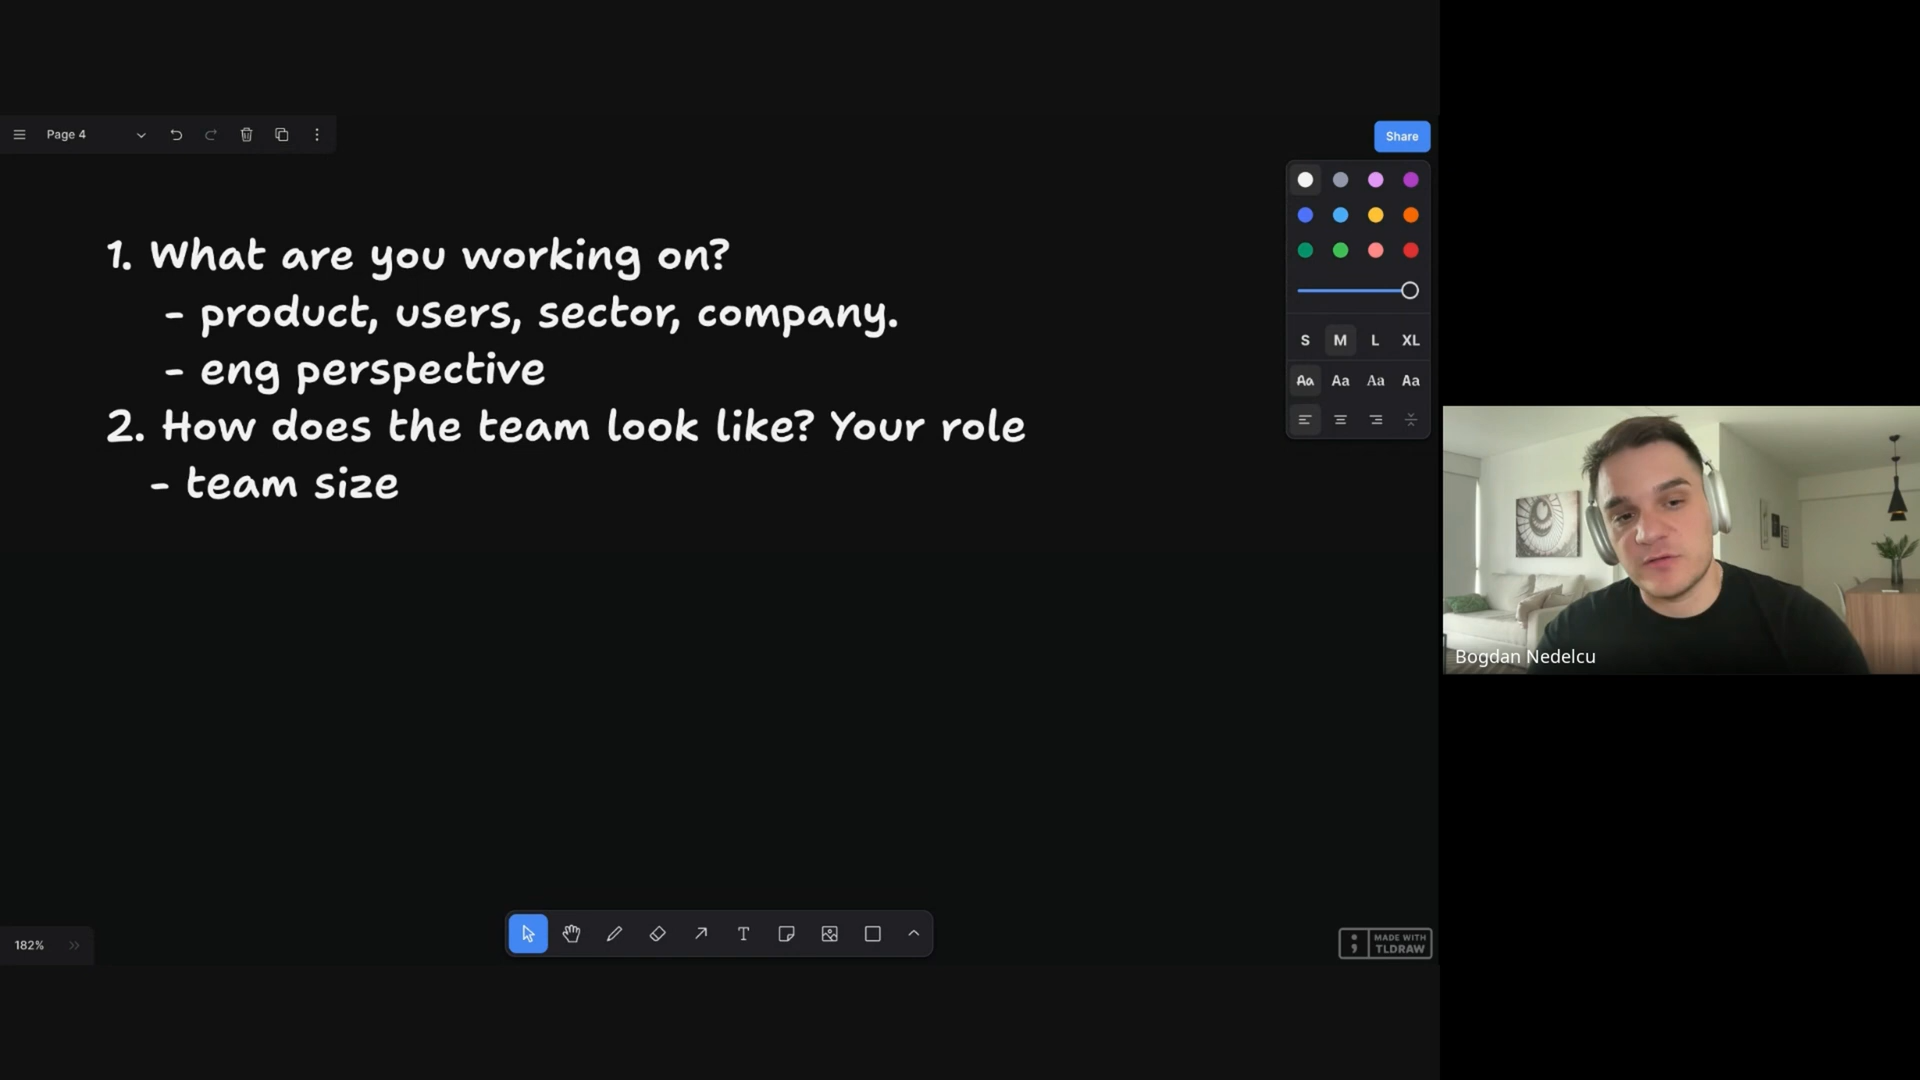 Page 4
Share
1. What are you working on?
- product, users, sector, company.
- eng perspective
2. How does the team look like? Your role
- team size
S M L XL
Aa Aa Aa Aa
Bogdan Nedelcu
182%
MADE WITH
TLDRAW